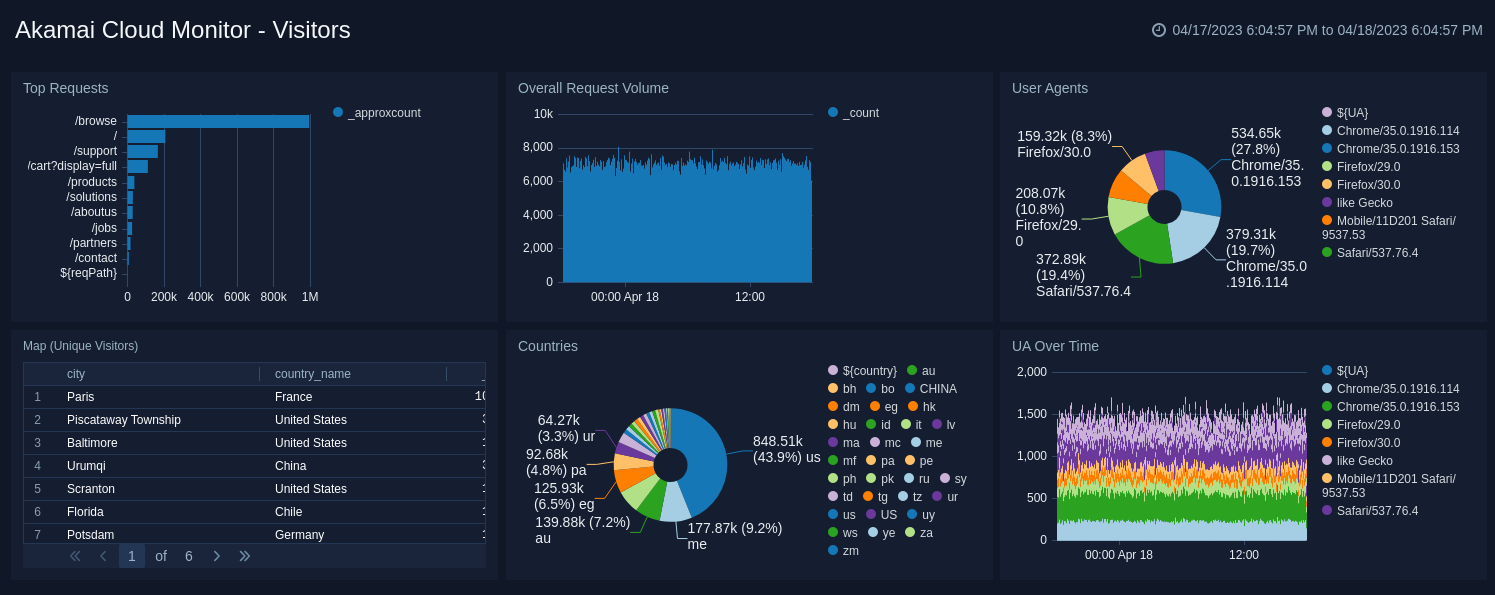 Akamai Cloud Monitor - Visitors
04/17/2023 6:04:57 PM to 04/18/2023 6:04:57 PM
Top Requests
_approxcount
/browse
/
/support
/cart?display=full
/products
/solutions
/aboutus
/jobs
/partners
/contact
${reqPath}
0 200k 400k 600k 800k 1M
Overall Request Volume
_count
10k
8,000
6,000
4,000
2,000
0
00:00 Apr 18 12:00
User Agents
159.32k (8.3%)
Firefox/30.0
208.07k
(10.8%)
Firefox/29.
0
372.89k
(19.4%)
Safari/537.76.4
534.65k
(27.8%)
Chrome/35.
0.1916.153
379.31k
(19.7%)
Chrome/35.0
.1916.114
${UA}
Chrome/35.0.1916.114
Chrome/35.0.1916.153
Firefox/29.0
Firefox/30.0
like Gecko
Mobile/11D201 Safari/
9537.53
Safari/537.76.4
Map (Unique Visitors)
city country_name _
1 Paris France 10
2 Piscataway Township United States 3
3 Baltimore United States 1
4 Urumqi China 3
5 Scranton United States 1
6 Florida Chile 1
7 Potsdam Germany 1
1 of 6
Countries
64.27k
(3.3%) ur
92.68k
(4.8%) pa
125.93k
(6.5%) eg
139.88k (7.2%)
au
848.51k
(43.9%) us
177.87k (9.2%)
me
${country} au
bh bo CHINA
dm eg hk
hu id it lv
ma mc me
mf pa pe
ph pk ru sy
td tg tz ur
us US uy
ws ye za
zm
UA Over Time
2,000
1,500
1,000
500
0
00:00 Apr 18 12:00
${UA}
Chrome/35.0.1916.114
Chrome/35.0.1916.153
Firefox/29.0
Firefox/30.0
like Gecko
Mobile/11D201 Safari/
9537.53
Safari/537.76.4